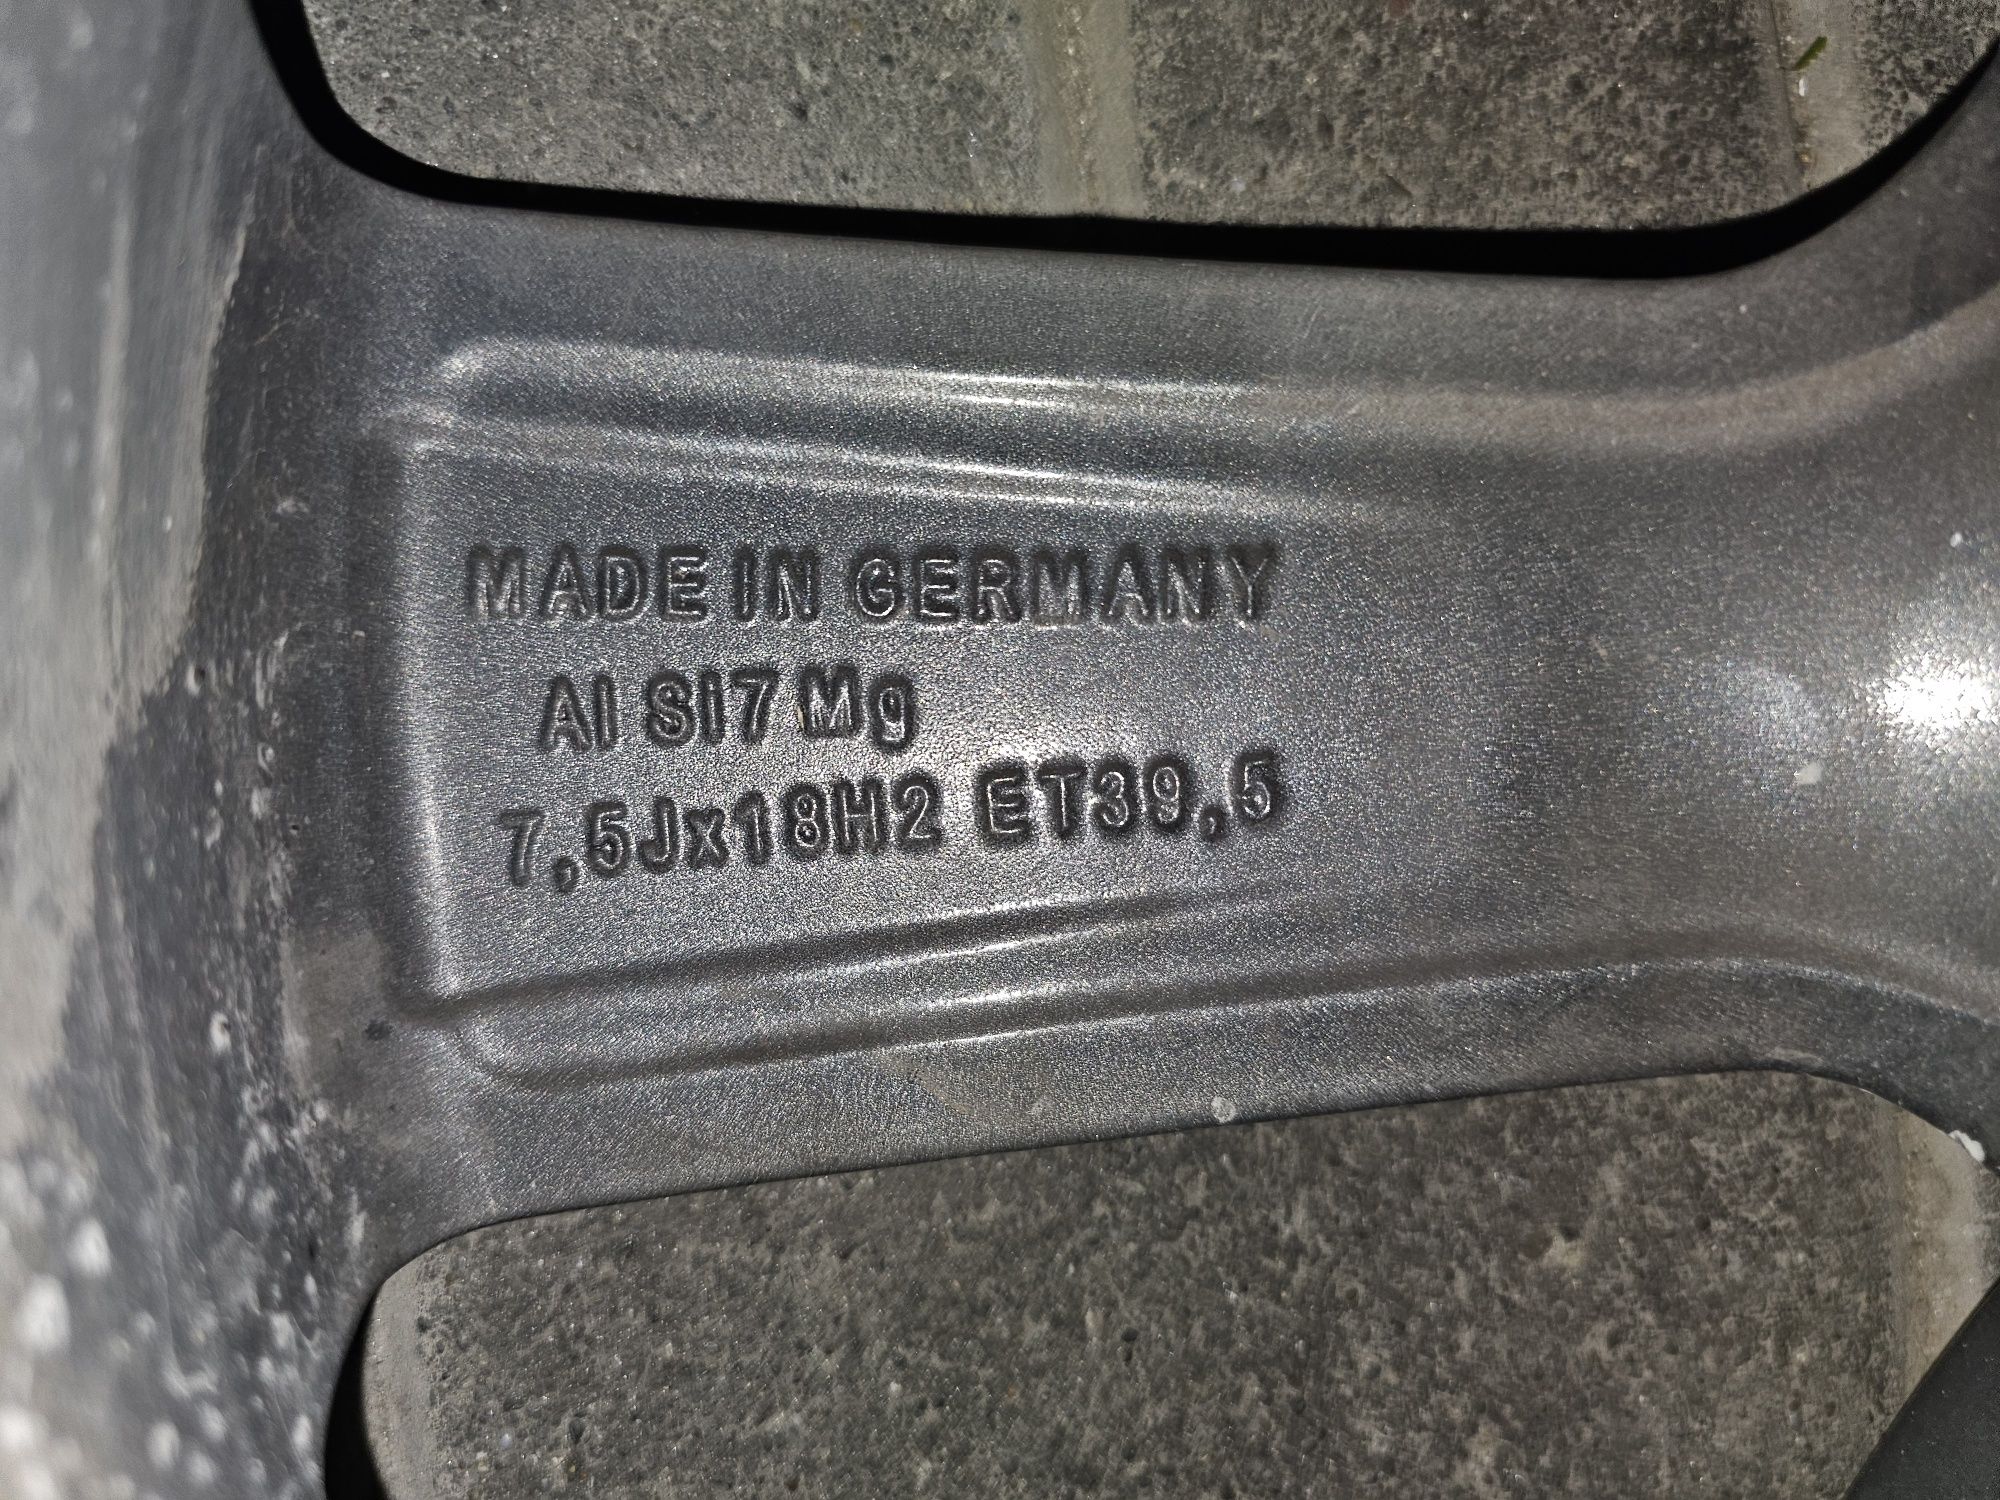 MADE IN GERMANY
Al Si7 Mg
7,5Jx18H2 ET39,5